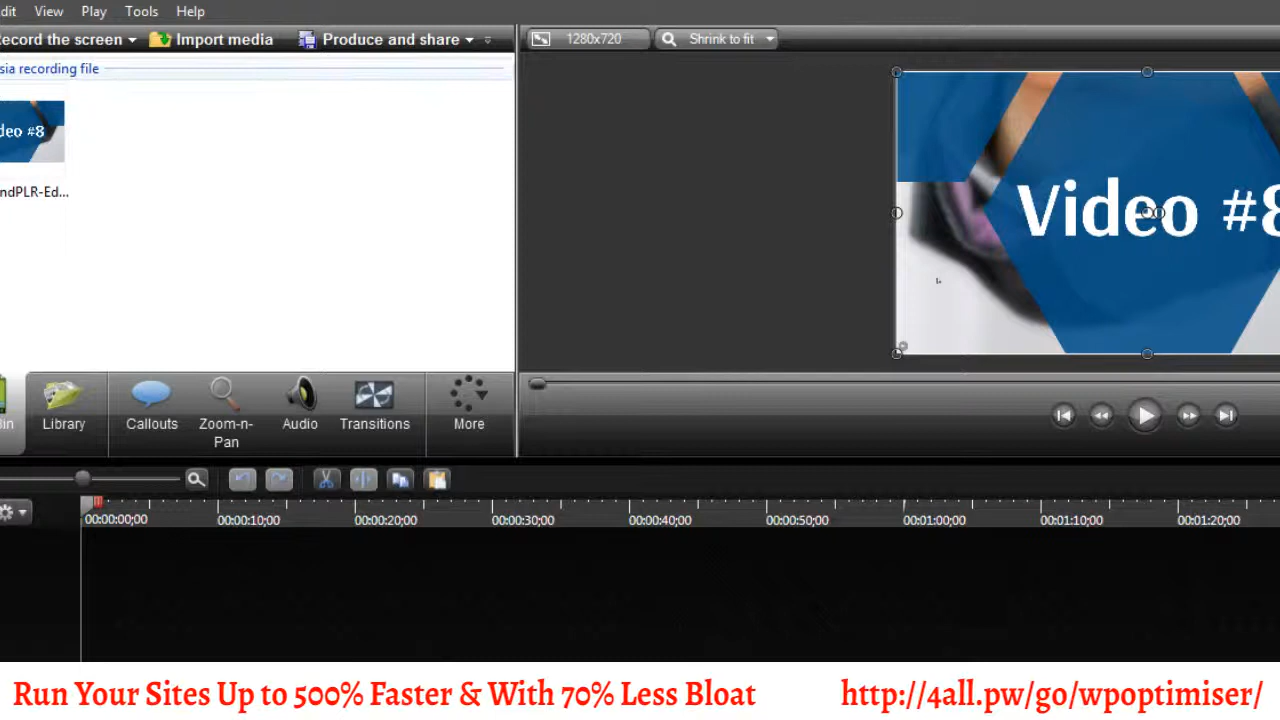 dit View Play Tools Help
ecord the screen Import media Produce and share 1280x720 Shrink to fit
sia recording file
deo #8
ndPLR-Ed...
Video #8
in Library Callouts Zoom-n-Pan Audio Transitions More
00:00:00;00 00:00:10;00 00:00:20;00 00:00:30;00 00:00:40;00 00:00:50;00 00:01:00;00 00:01:10;00 00:01:20;00
Run Your Sites Up to 500% Faster & With 70% Less Bloat http://4all.pw/go/wpoptimiser/